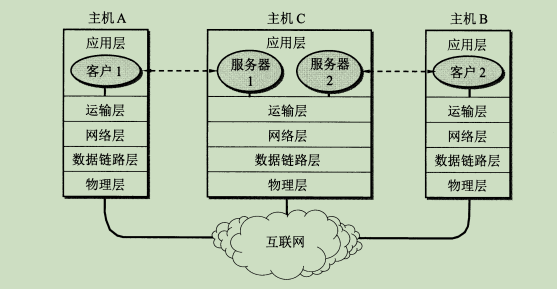 主机A
主机C
主机B
应用层
应用层
应用层
客户1
服务器
1
服务器
2
客户2
运输层
运输层
运输层
网络层
网络层
网络层
数据链路层
数据链路层
数据链路层
物理层
物理层
物理层
互联网